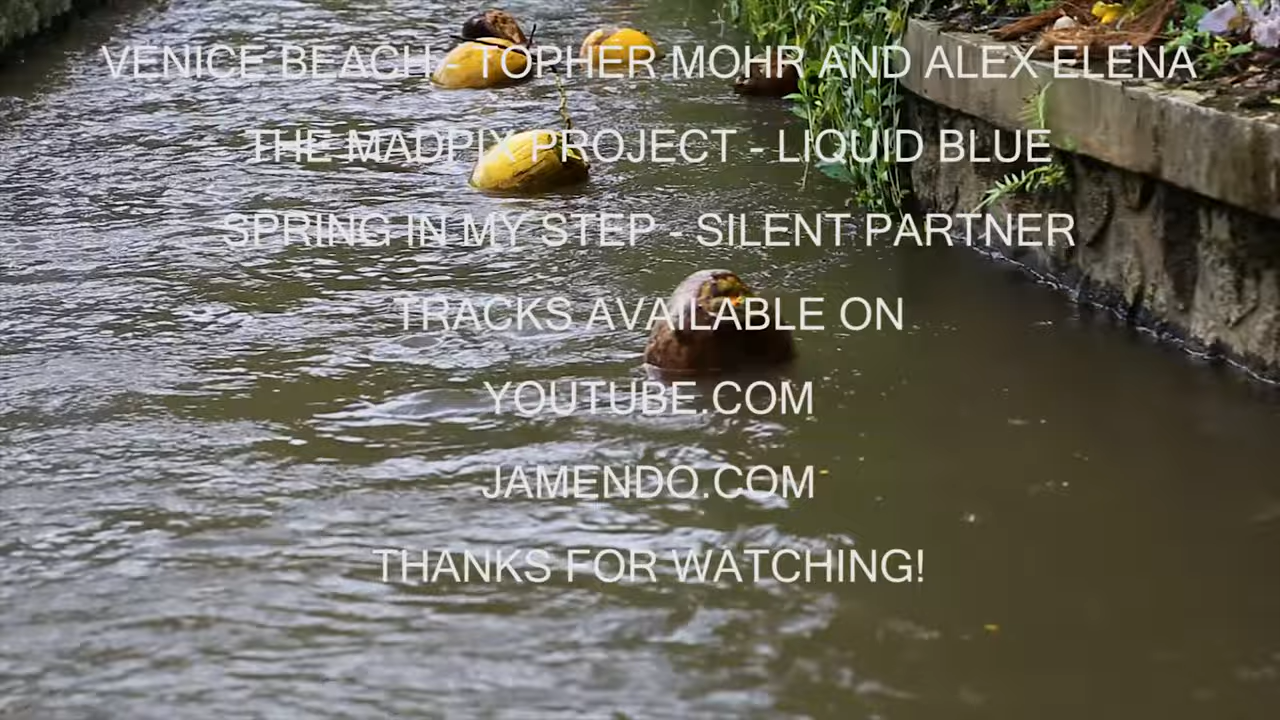 VENICE BEACH - TOPHER MOHR AND ALEX ELENA
THE MADPIX PROJECT - LIQUID BLUE
SPRING IN MY STEP - SILENT PARTNER
TRACKS AVAILABLE ON
YOUTUBE.COM
JAMENDO.COM
THANKS FOR WATCHING!